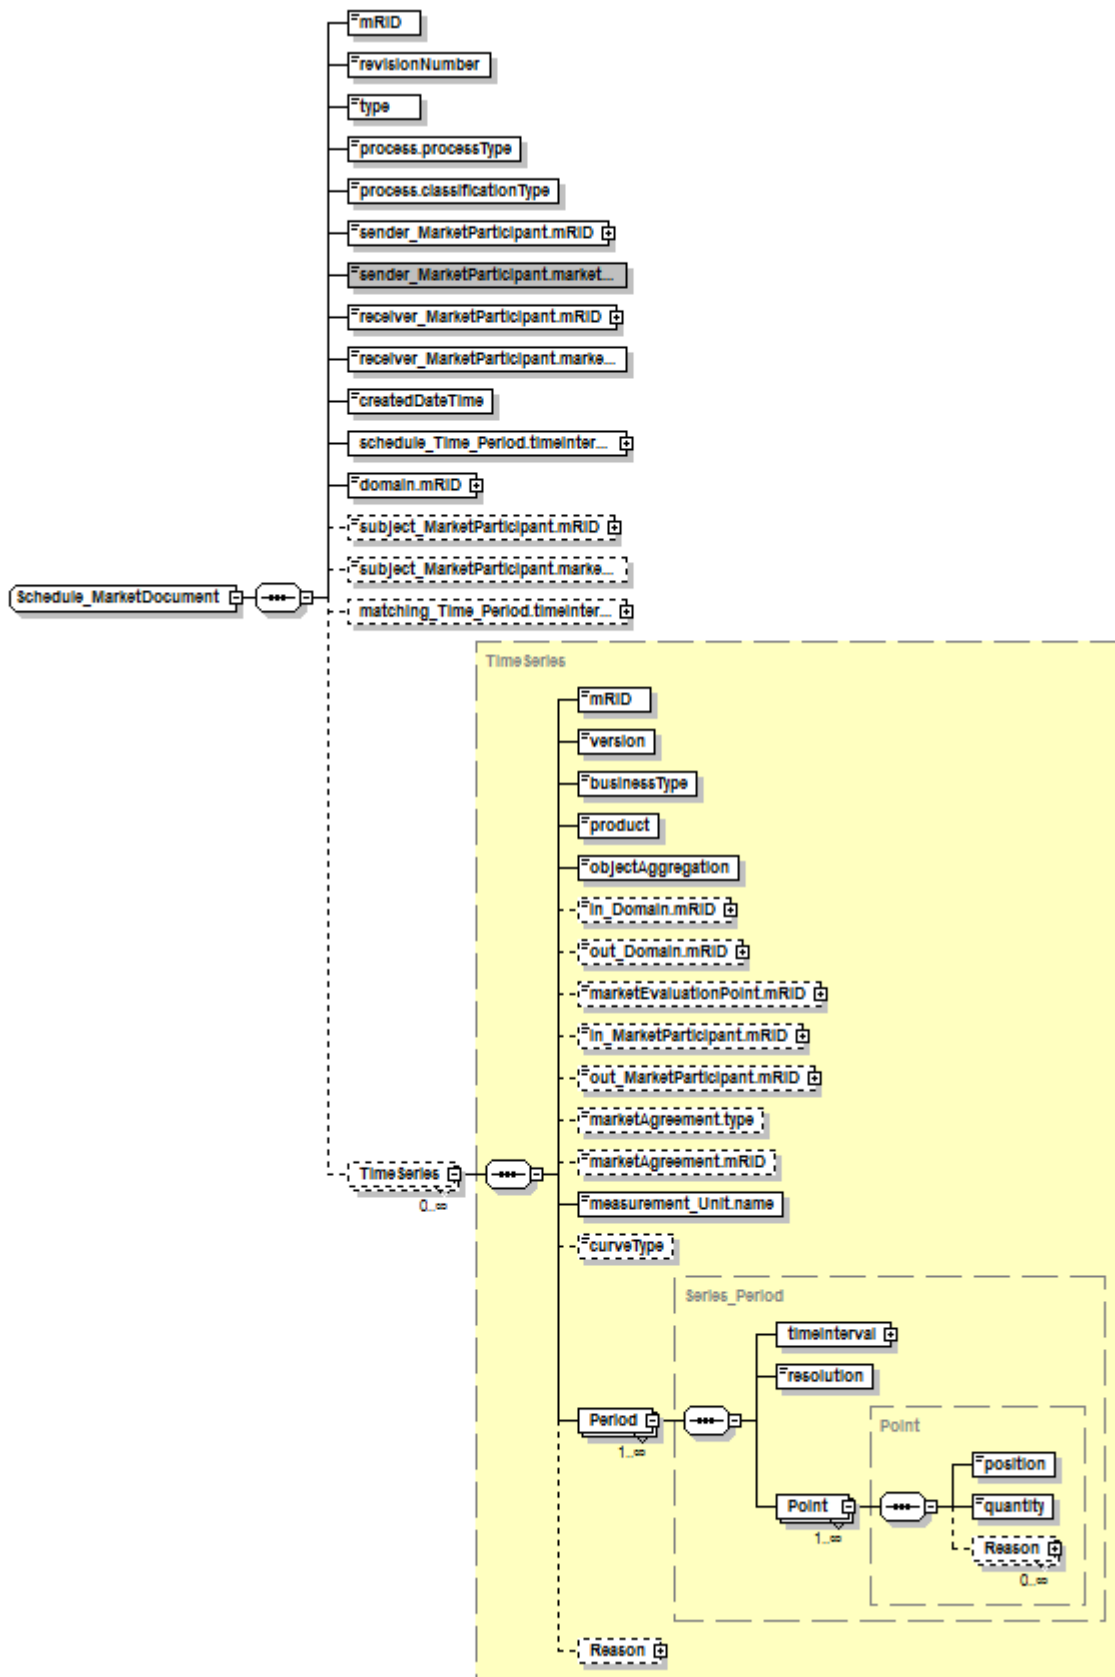 mRID
revisionNumber
type
process.processType
process.classificationType
sender_MarketParticipant.mRID
sender_MarketParticipant.market...
receiver_MarketParticipant.mRID
receiver_MarketParticipant.marke...
createdDateTime
schedule_Time_Period.timeInter...
domain.mRID
subject_MarketParticipant.mRID
subject_MarketParticipant.marke...
Schedule_MarketDocument
matching_Time_Period.timeInter...
TimeSeries
mRID
version
businessType
product
objectAggregation
in_Domain.mRID
out_Domain.mRID
marketEvaluationPoint.mRID
in_MarketParticipant.mRID
out_MarketParticipant.mRID
marketAgreement.type
marketAgreement.mRID
TimeSeries
0..∞
measurement_Unit.name
curveType
Series_Period
timeInterval
resolution
Period
1..∞
Point
position
quantity
Point
1..∞
Reason
0..∞
Reason